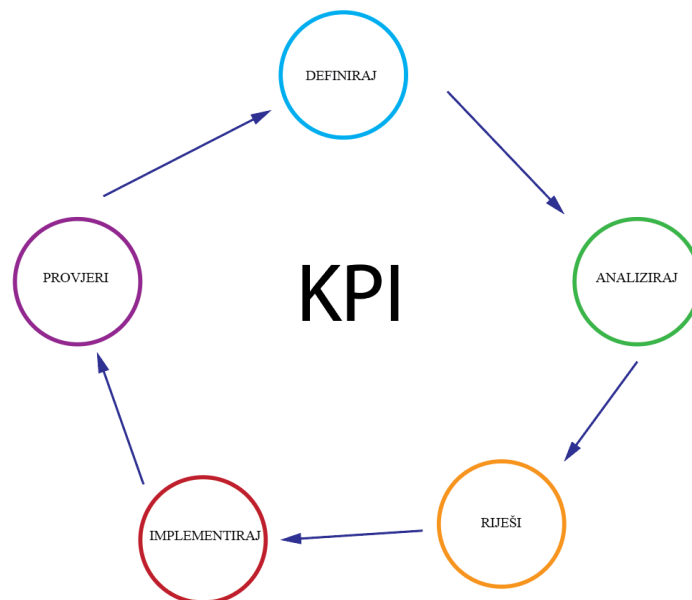 DEFINIRAJ
ANALIZIRAJ
RIJEŠI
IMPLEMENTIRAJ
PROVJERI
KPI